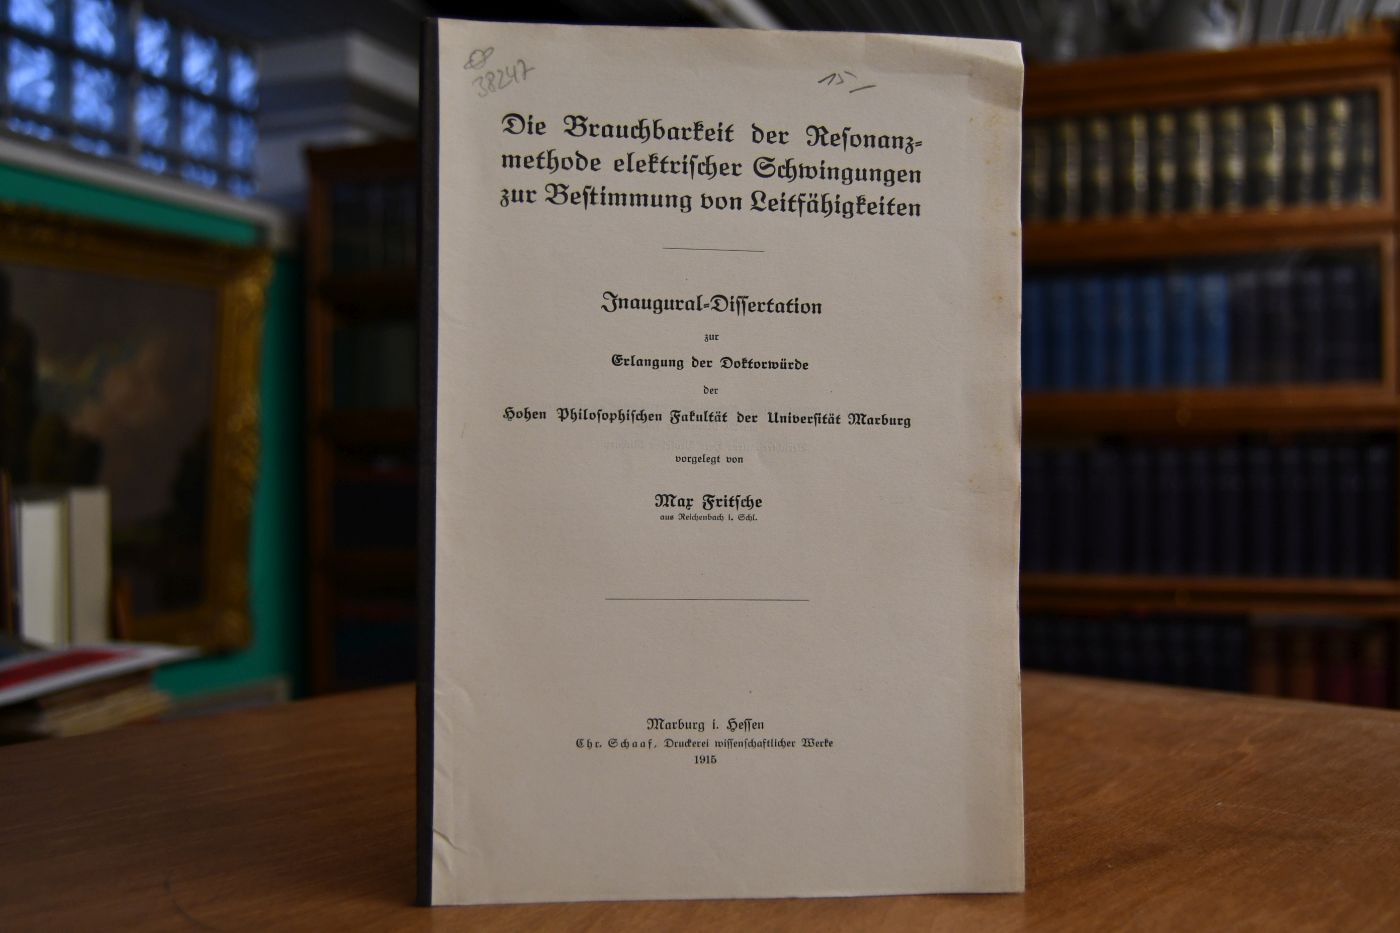 38247
15,—
Die Brauchbarkeit der Reſonanz-
methode elektriſcher Schwingungen
zur Beſtimmung von Leitfähigkeiten
Inaugural-Diſſertation
zur
Erlangung der Doktorwürde
der
Hohen Philoſophiſchen Fakultät der Univerſität Marburg
vorgelegt von
Max Fritſche
aus Reichenbach i. Schl.
Marburg i. Heſſen
Chr. Schaaf, Druckerei wiſſenſchaftlicher Werke
1915